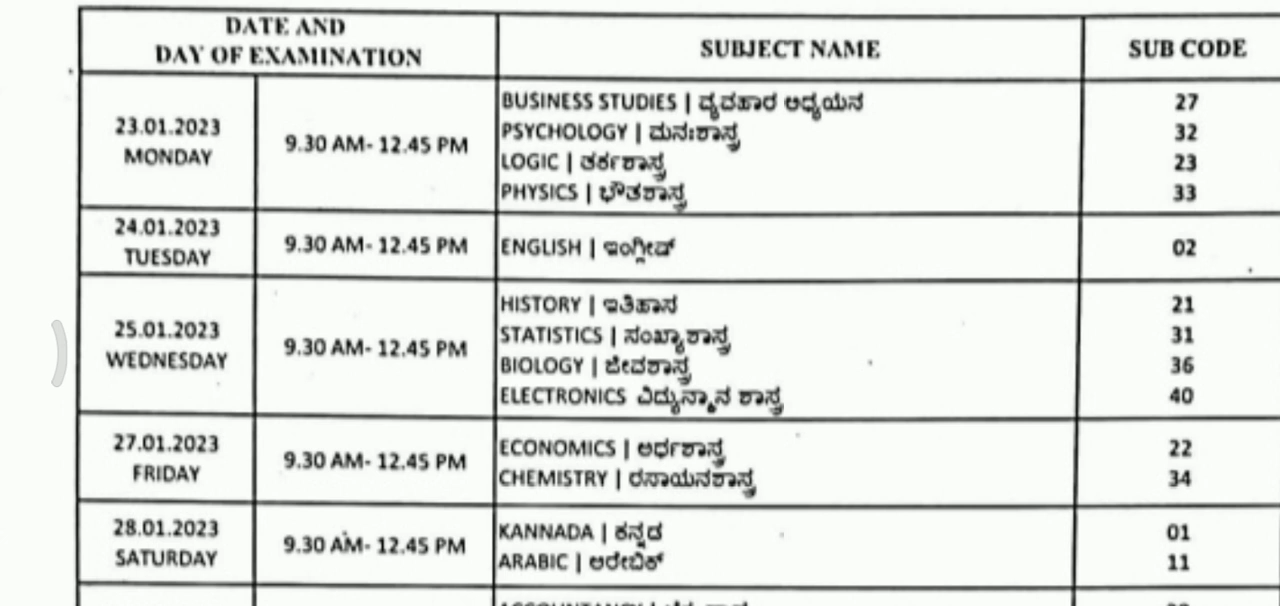 DATE AND
DAY OF EXAMINATION
SUBJECT NAME
SUB CODE
23.01.2023
MONDAY
9.30 AM- 12.45 PM
BUSINESS STUDIES | ವ್ಯವಹಾರ ಅಧ್ಯಯನ 27
PSYCHOLOGY | ಮನಃಶಾಸ್ತ್ರ 32
LOGIC | ತರ್ಕಶಾಸ್ತ್ರ 23
PHYSICS | ಭೌತಶಾಸ್ತ್ರ 33
24.01.2023
TUESDAY
9.30 AM- 12.45 PM
ENGLISH | ಇಂಗ್ಲೀಷ್ 02
25.01.2023
WEDNESDAY
9.30 AM- 12.45 PM
HISTORY | ಇತಿಹಾಸ 21
STATISTICS | ಸಂಖ್ಯಾಶಾಸ್ತ್ರ 31
BIOLOGY | ಜೀವಶಾಸ್ತ್ರ 36
ELECTRONICS ವಿದ್ಯುನ್ಮಾನ ಶಾಸ್ತ್ರ 40
27.01.2023
FRIDAY
9.30 AM- 12.45 PM
ECONOMICS | ಅರ್ಥಶಾಸ್ತ್ರ 22
CHEMISTRY | ರಸಾಯನಶಾಸ್ತ್ರ 34
28.01.2023
SATURDAY
9.30 AM- 12.45 PM
KANNADA | ಕನ್ನಡ 01
ARABIC | ಅರೇಬಿಕ್ 11